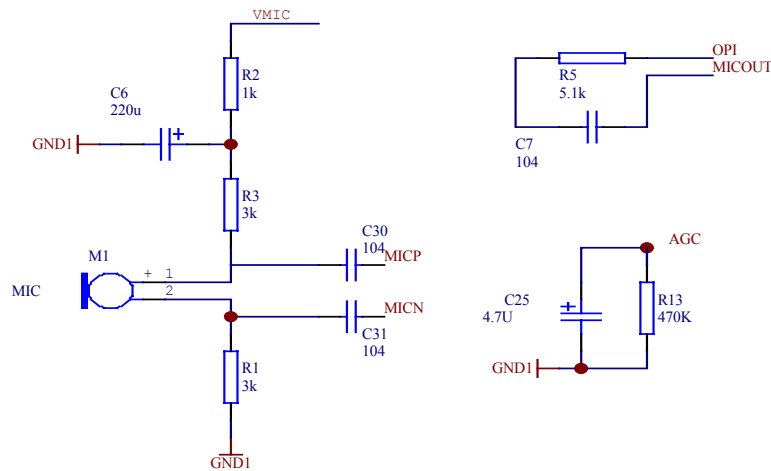 VMIC
R2
1k
C6
220u
GND1
+
R3
3k
C30
104
MICP
M1
MIC
+ 1
2
MICN
C31
104
R1
3k
GND1
OPI
MICOUT
R5
5.1k
C7
104
AGC
C25
4.7U
+
R13
470K
GND1